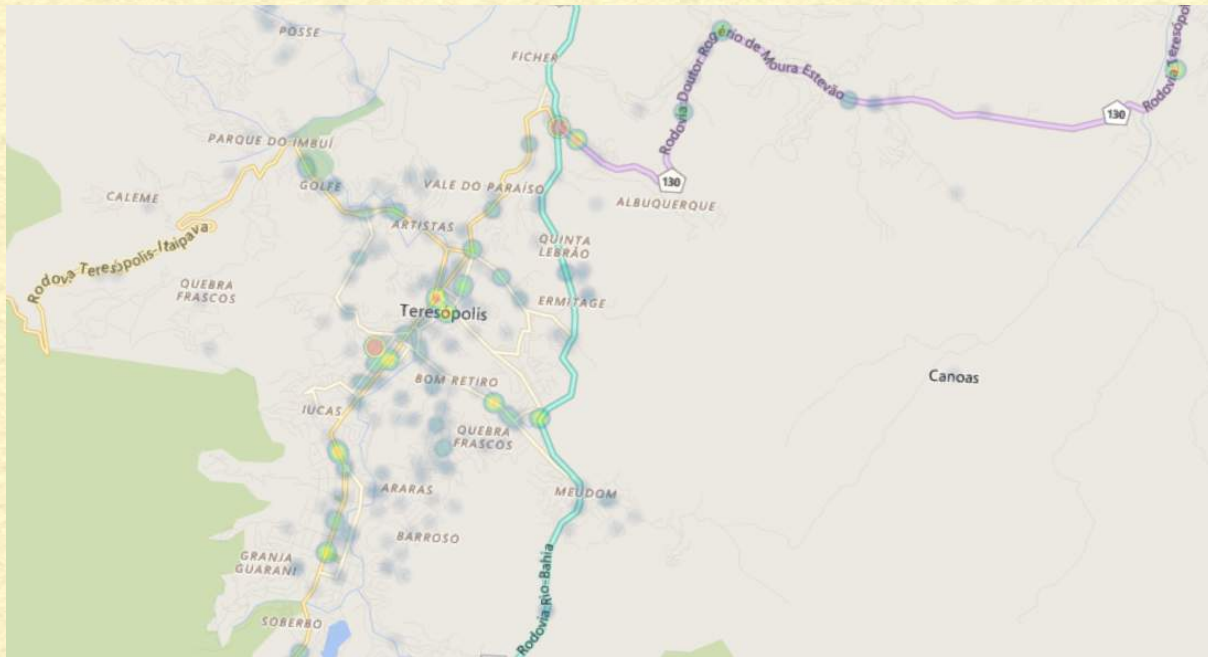 POSSE
FICHER
Rodovia Doutor Rogério de Moura Estevão
Rodovia Teresópol
130
PARQUE DO IMBUÍ
GOLFE
VALE DO PARAÍSO
130
CALEME
ALBUQUERQUE
ARTISTAS
Rodova Teresópolis-Itaipava
QUINTA
LEBRÃO
QUEBRA
FRASCOS
ERMITAGE
Teresópolis
BOM RETIRO
Canoas
IUCAS
QUEBRA
FRASCOS
ARARAS
MEUDOM
BARROSO
GRANJA
GUARANI
Rodovia Rio-Bahia
SOBERBO